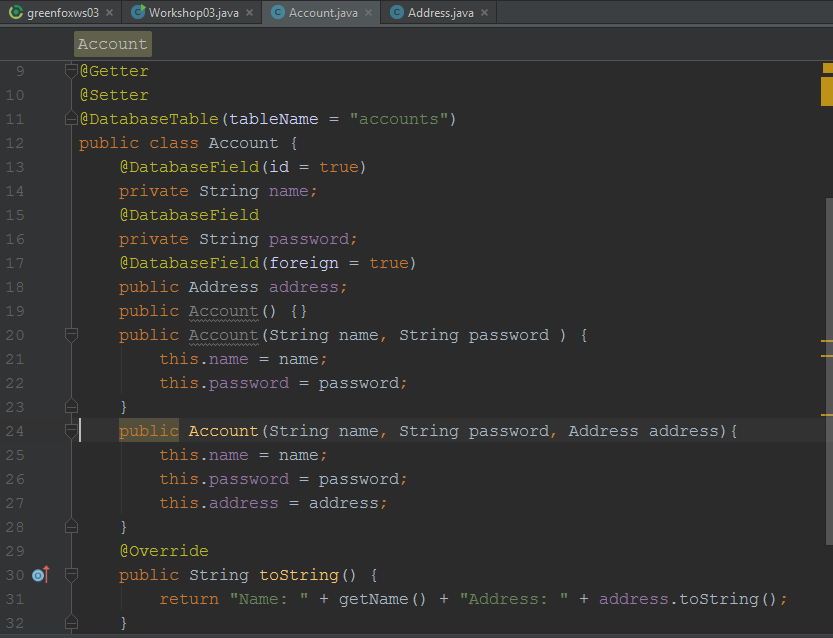 greenfoxws03 Workshop03.java Account.java Address.java
Account
9 @Getter
10 @Setter
11 @DatabaseTable(tableName = "accounts")
12 public class Account {
13 @DatabaseField(id = true)
14 private String name;
15 @DatabaseField
16 private String password;
17 @DatabaseField(foreign = true)
18 public Address address;
19 public Account() {}
20 public Account(String name, String password ) {
21 this.name = name;
22 this.password = password;
23 }
24 public Account(String name, String password, Address address){
25 this.name = name;
26 this.password = password;
27 this.address = address;
28 }
29 @Override
30 public String toString() {
31 return "Name: " + getName() + "Address: " + address.toString();
32 }